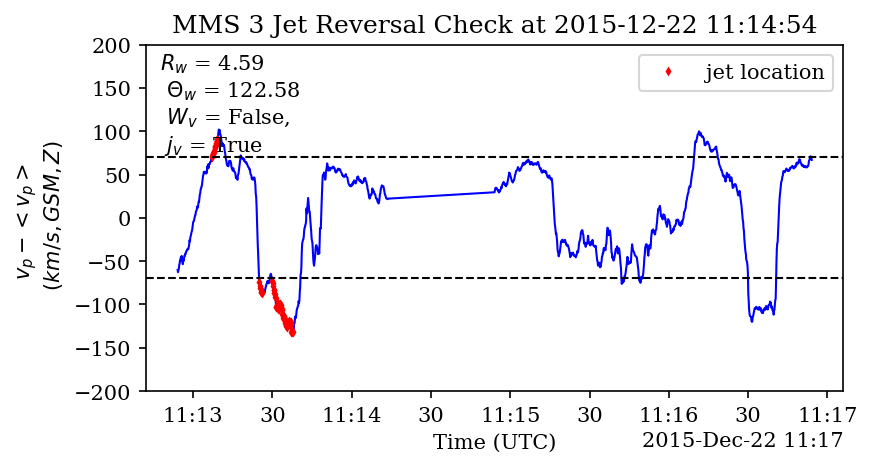 MMS 3 Jet Reversal Check at 2015-12-22 11:14:54
200
150
100
50
0
−50
−100
−150
−200
v_p − < v_p >
(km/s, GSM, Z)
R_w = 4.59
Θ_w = 122.58
W_v = False,
j_v = True
jet location
11:13 30 11:14 30 11:15 30 11:16 30 11:17
Time (UTC)
2015-Dec-22 11:17